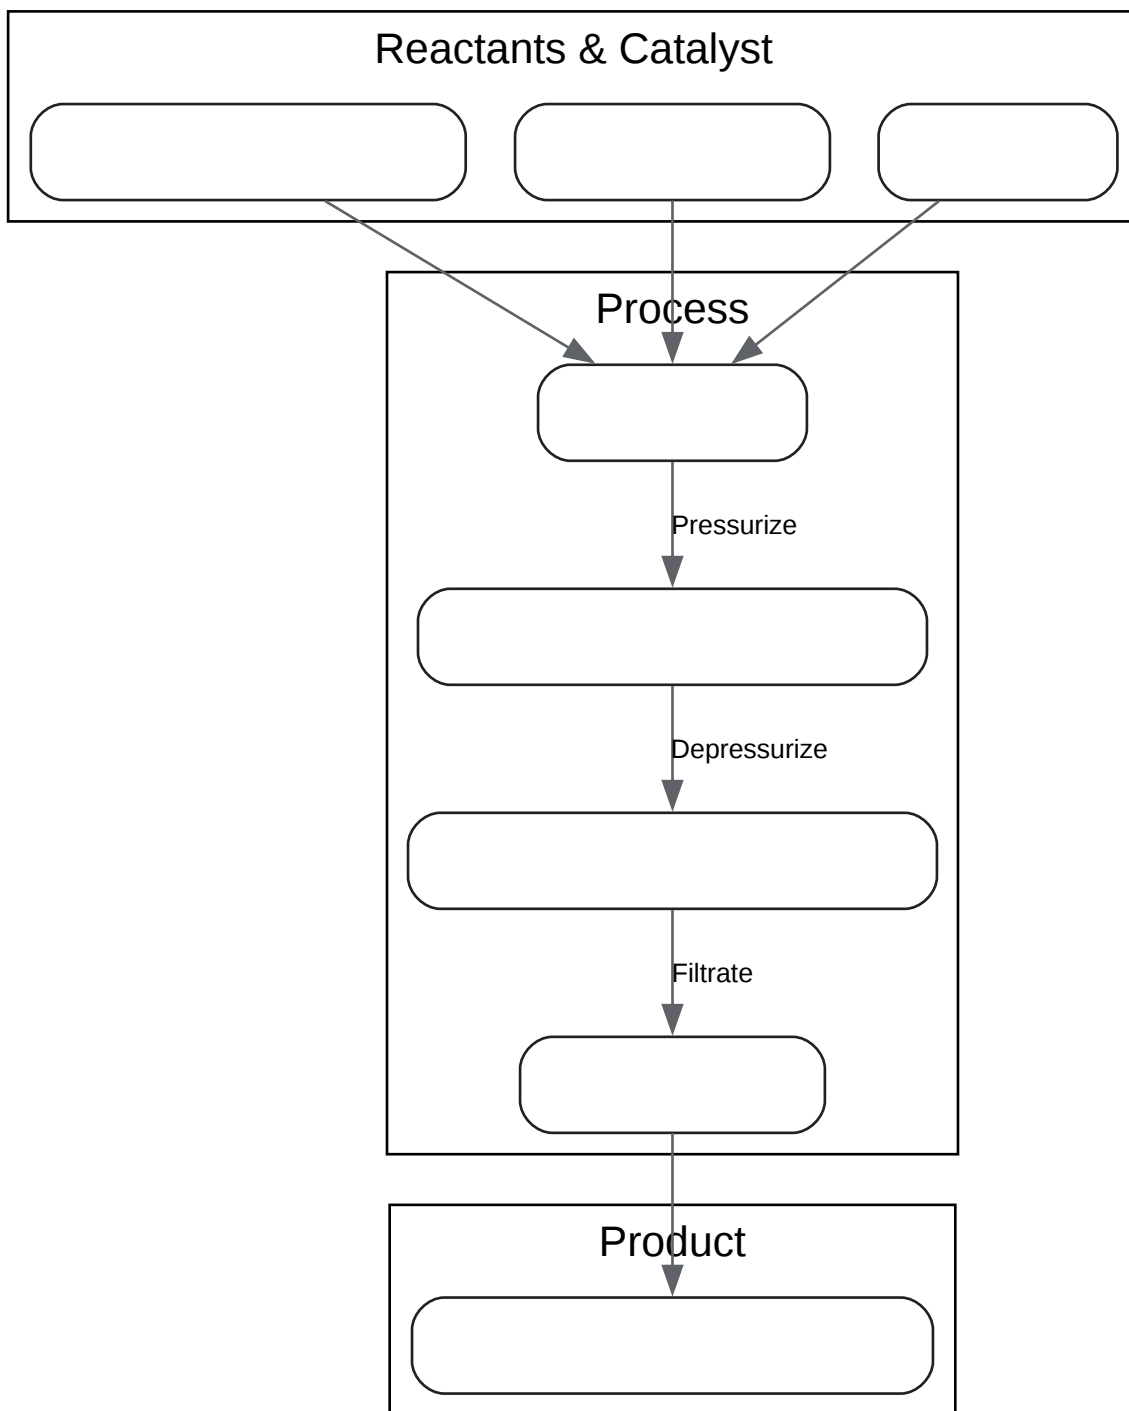 Reactants & Catalyst
Process
Pressurize
Depressurize
Filtrate
Product